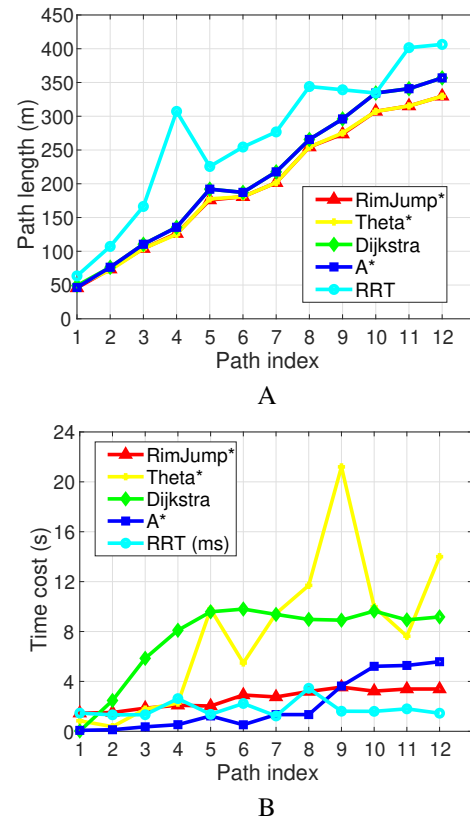 400
350
300
250
200
150
100
50
0
Path length (m)
RimJump*
Theta*
Dijkstra
A*
RRT
1 2 3 4 5 6 7 8 9 10 11 12
Path index
A
24
20
16
12
8
4
0
Time cost (s)
RimJump*
Theta*
Dijkstra
A*
RRT (ms)
1 2 3 4 5 6 7 8 9 10 11 12
Path index
B